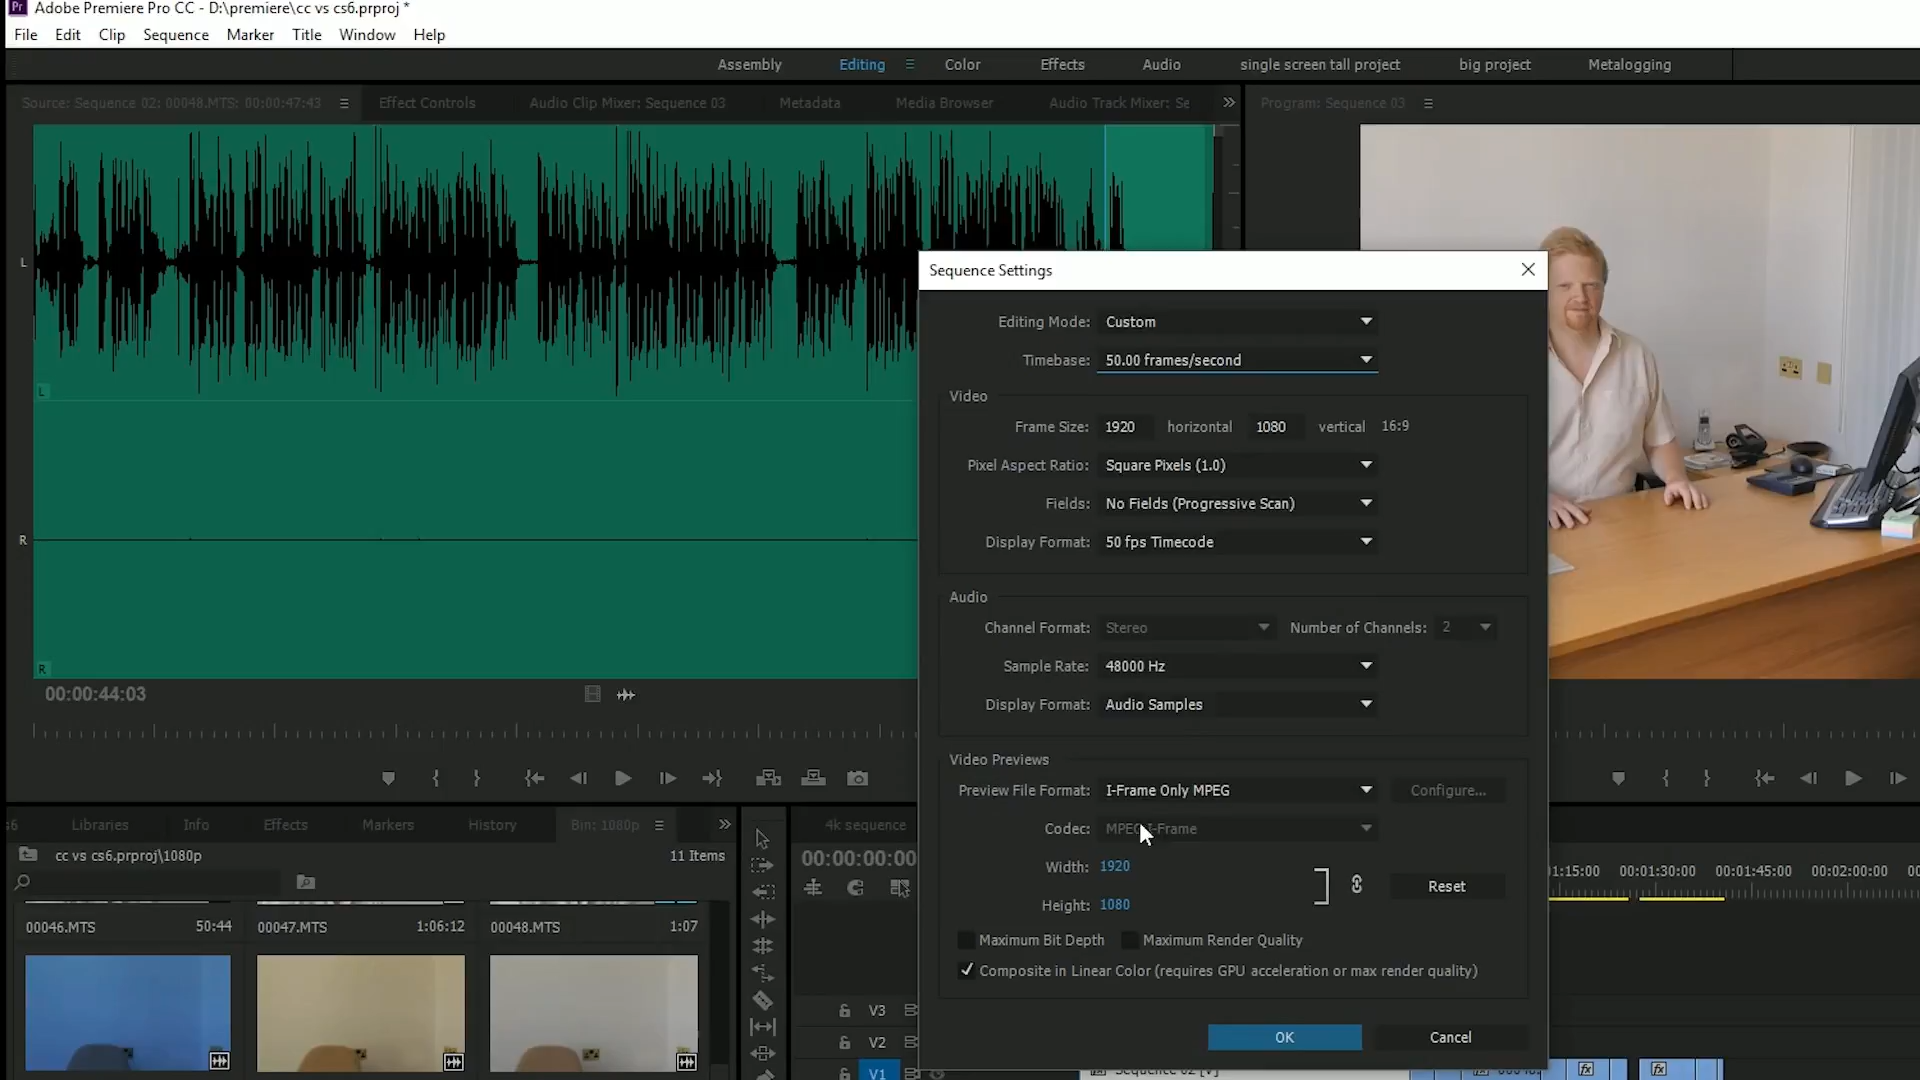 Pr Adobe Premiere Pro CC - D:\premiere\cc vs cs6.prproj *
File Edit Clip Sequence Marker Title Window Help
Assembly Editing Color Effects Audio single screen tall project big project Metalogging
Source: Sequence 02: 00048.MTS: 00:00:47:43 Effect Controls Audio Clip Mixer: Sequence 03 Metadata Media Browser Audio Track Mixer: Se Program: Sequence 03
L
L
R
R
00:00:44:03
Sequence Settings
Editing Mode: Custom
Timebase: 50.00 frames/second
Video
Frame Size: 1920 horizontal 1080 vertical 16:9
Pixel Aspect Ratio: Square Pixels (1.0)
Fields: No Fields (Progressive Scan)
Display Format: 50 fps Timecode
Audio
Channel Format: Stereo Number of Channels: 2
Sample Rate: 48000 Hz
Display Format: Audio Samples
Video Previews
Preview File Format: I-Frame Only MPEG Configure...
Codec: MPEG I-Frame
Width: 1920
Height: 1080
Reset
Maximum Bit Depth Maximum Render Quality
Composite in Linear Color (requires GPU acceleration or max render quality)
OK Cancel
s6 Libraries Info Effects Markers History Bin: 1080p
cc vs cs6.prproj\1080p 11 Items
00046.MTS 50:44 00047.MTS 1:06:12 00048.MTS 1:07
4k sequence
00:00:00:00
1:15:00 00:01:30:00 00:01:45:00 00:02:00:00 00
V3
V2
V1
Sequence 02 [V] fx fx